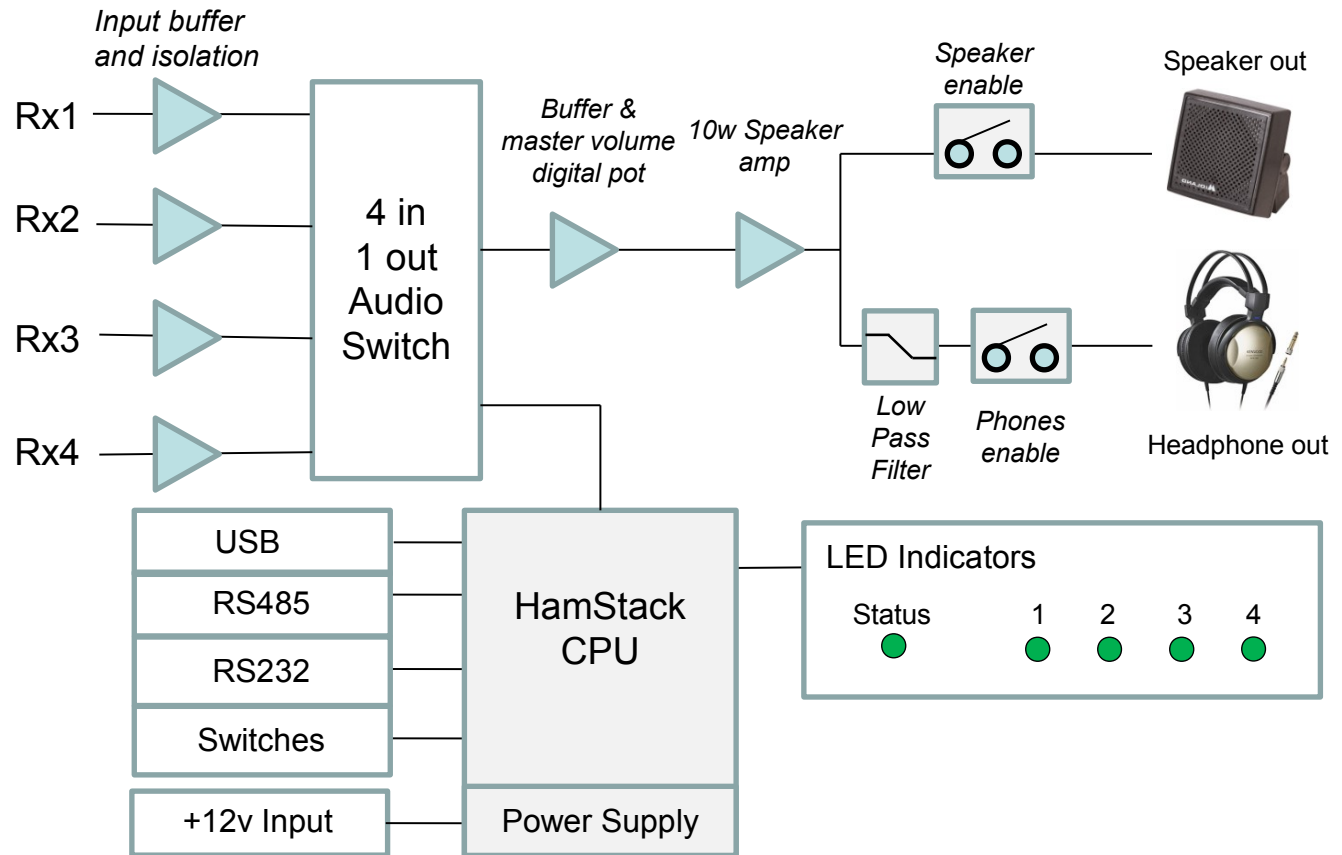 Input buffer
and isolation
Rx1
Rx2
Rx3
Rx4
4 in
1 out
Audio
Switch
Buffer &
master volume
digital pot
10w Speaker
amp
Speaker
enable
Speaker out
Low
Pass
Filter
Phones
enable
Headphone out
USB
RS485
RS232
Switches
+12v Input
HamStack
CPU
Power Supply
LED Indicators
Status
1
2
3
4